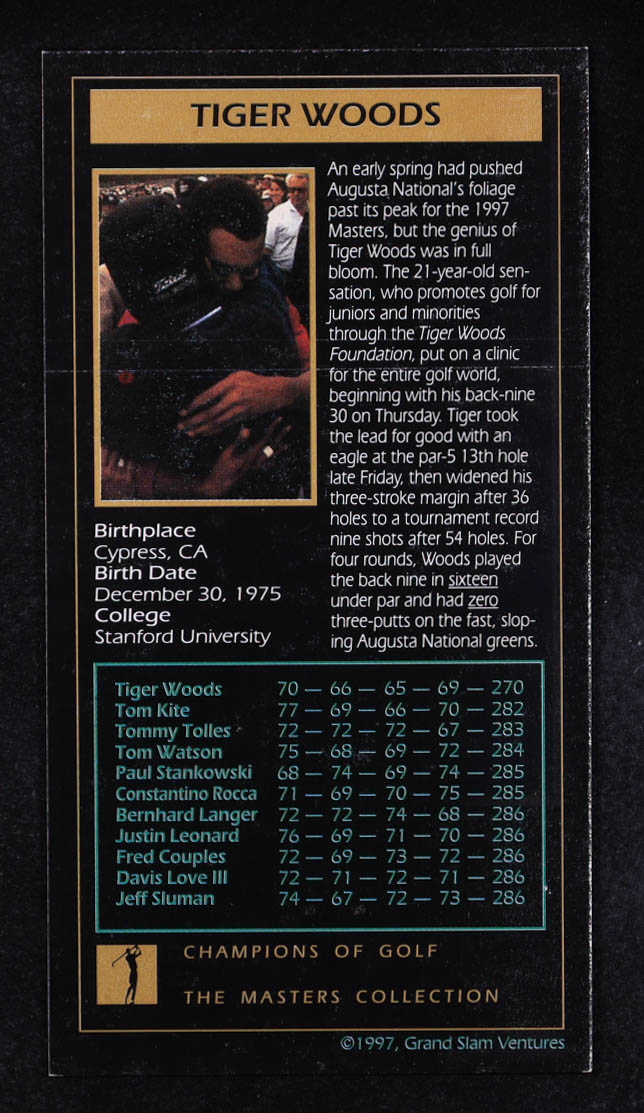 TIGER WOODS
An early spring had pushed
Augusta National's foliage
past its peak for the 1997
Masters, but the genius of
Tiger Woods was in full
bloom. The 21-year-old sen-
sation, who promotes golf for
juniors and minorities
through the Tiger Woods
Foundation, put on a clinic
for the entire golf world,
beginning with his back-nine
30 on Thursday. Tiger took
the lead for good with an
eagle at the par-5 13th hole
late Friday, then widened his
three-stroke margin after 36
holes to a tournament record
nine shots after 54 holes. For
four rounds, Woods played
the back nine in sixteen
under par and had zero
three-putts on the fast, slop-
ing Augusta National greens.
Birthplace
Cypress, CA
Birth Date
December 30, 1975
College
Stanford University
Tiger Woods 70 — 66 — 65 — 69 — 270
Tom Kite 77 — 69 — 66 — 70 — 282
Tommy Tolles 72 — 72 — 72 — 67 — 283
Tom Watson 75 — 68 — 69 — 72 — 284
Paul Stankowski 68 — 74 — 69 — 74 — 285
Constantino Rocca 71 — 69 — 70 — 75 — 285
Bernhard Langer 72 — 72 — 74 — 68 — 286
Justin Leonard 76 — 69 — 71 — 70 — 286
Fred Couples 72 — 69 — 73 — 72 — 286
Davis Love III 72 — 71 — 72 — 71 — 286
Jeff Sluman 74 — 67 — 72 — 73 — 286
CHAMPIONS OF GOLF
THE MASTERS COLLECTION
©1997, Grand Slam Ventures